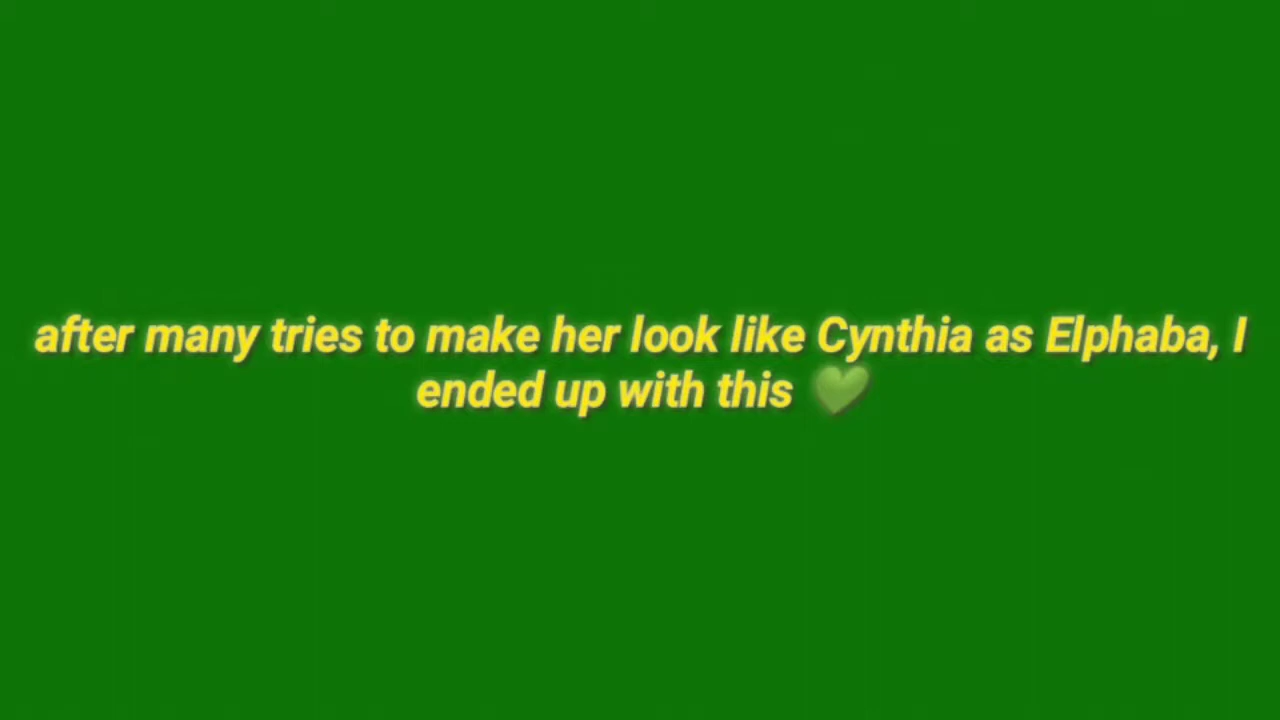 after many tries to make her look like Cynthia as Elphaba, I
ended up with this 💚